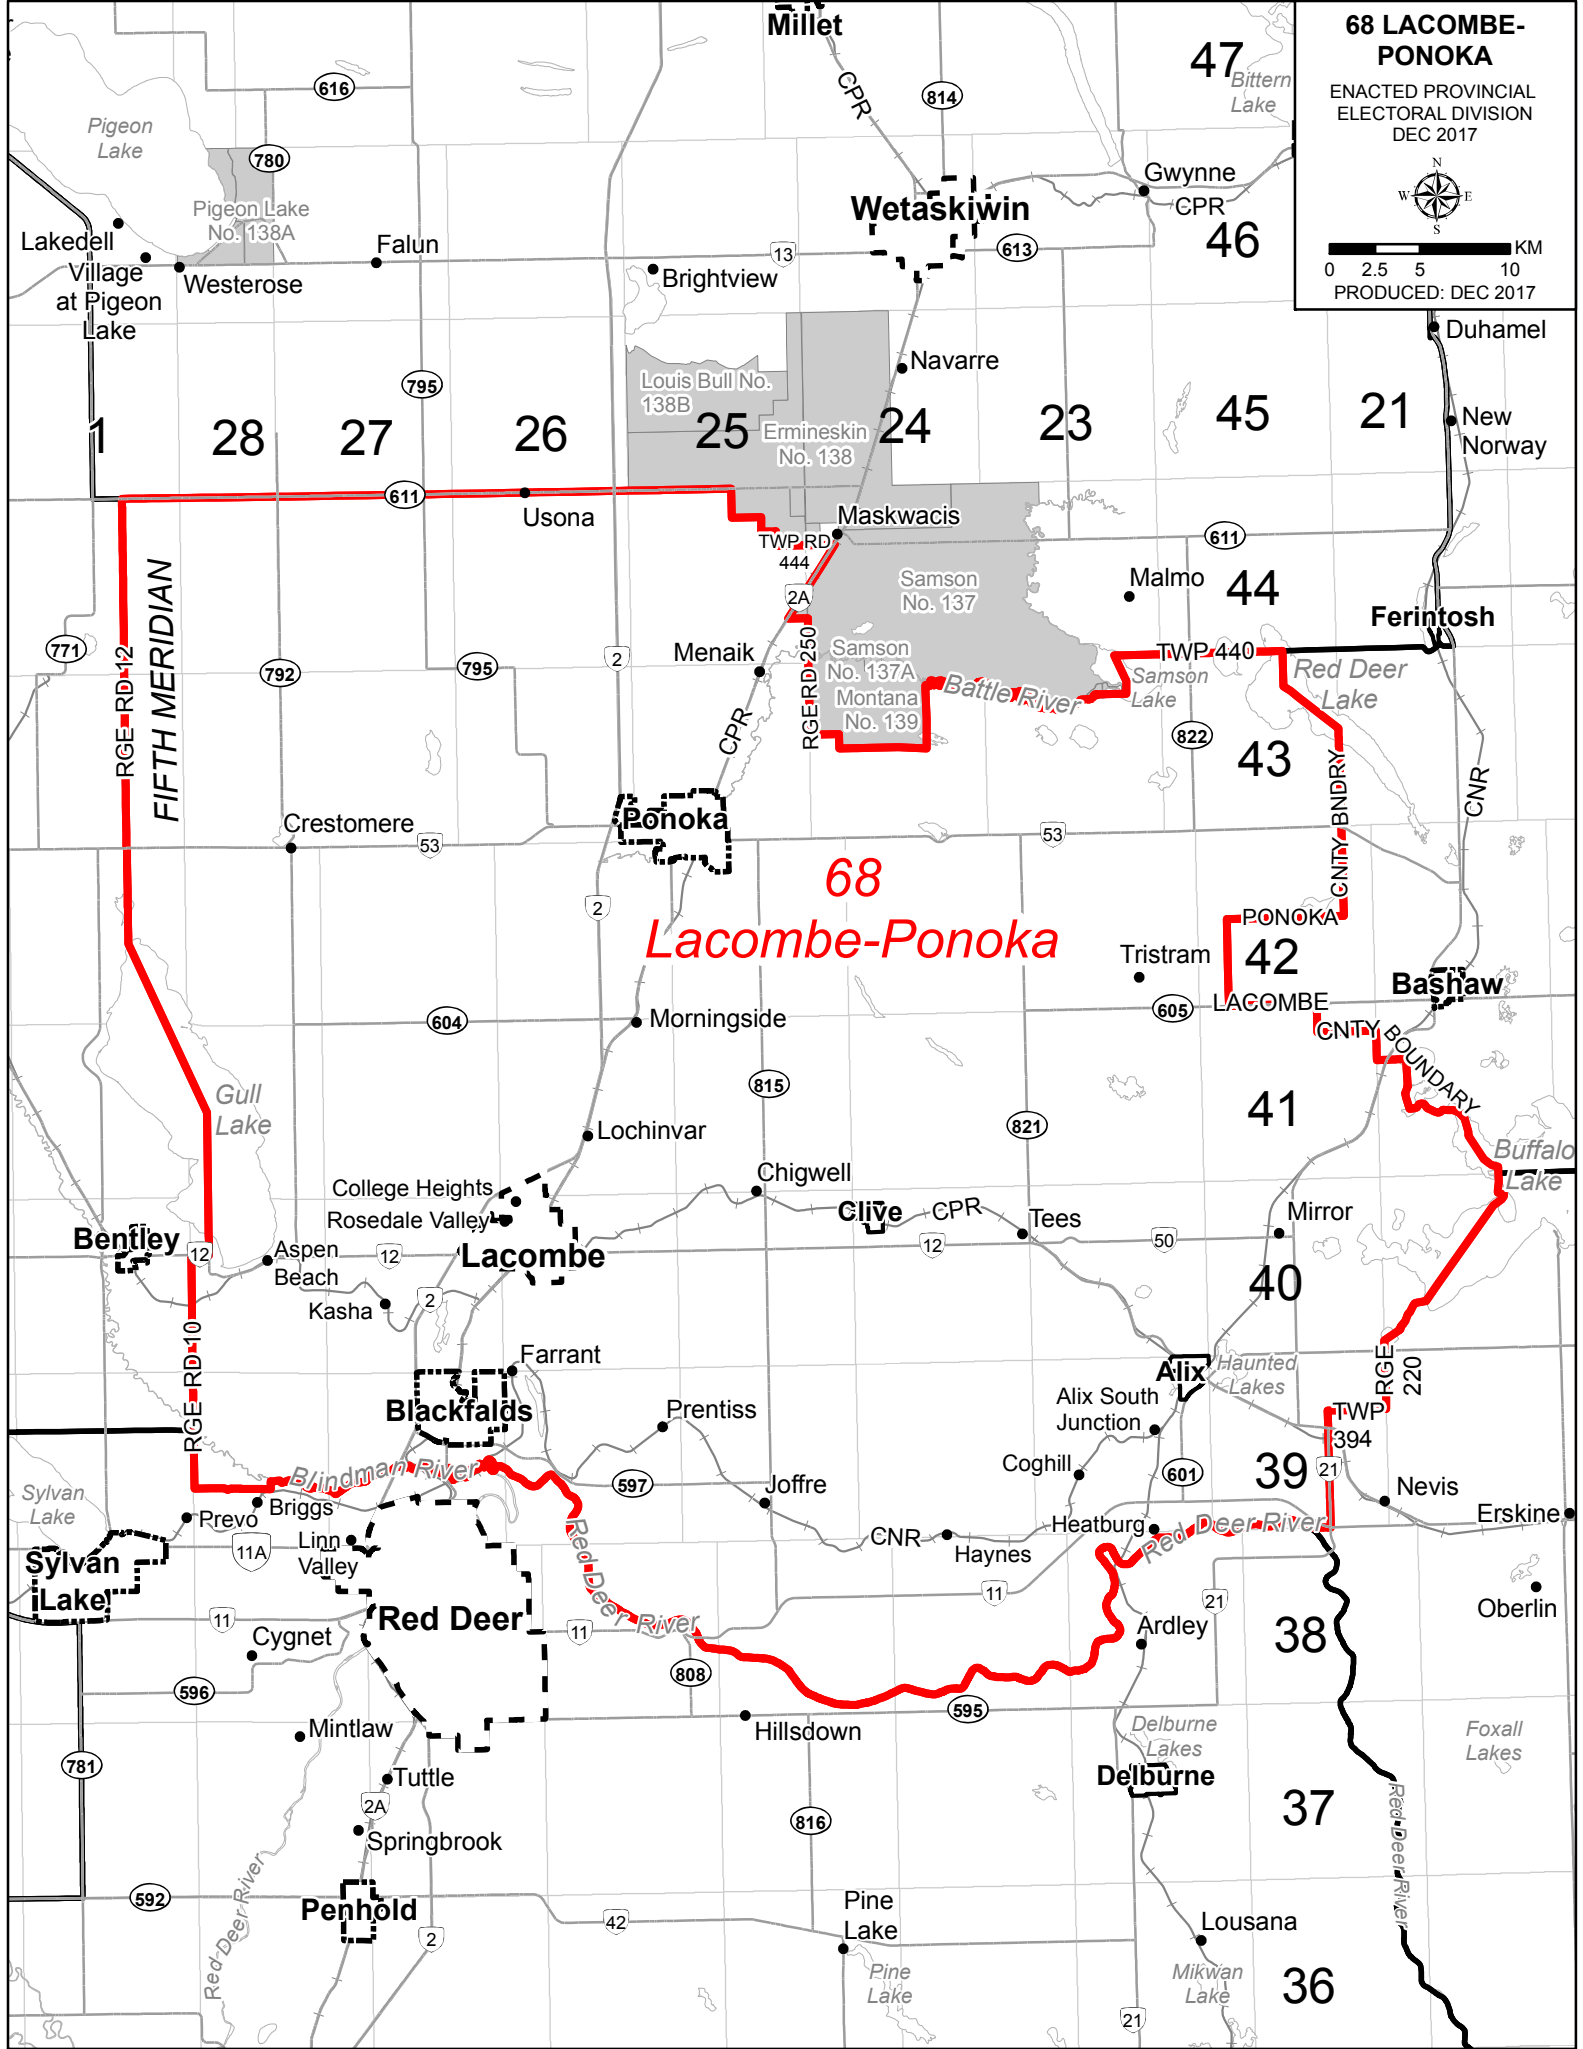 Millet
47
Bittern
Lake
68 LACOMBE-
PONOKA
ENACTED PROVINCIAL
ELECTORAL DIVISION
DEC 2017
N
W
E
S
KM
0 2.5 5 10
PRODUCED: DEC 2017
616
CPR
814
Pigeon
Lake
780
Gwynne
CPR
Pigeon Lake
No. 138A
Wetaskiwin
Lakedell
Falun
13
613
46
Village
at Pigeon
Lake
Westerose
Brightview
Duhamel
Navarre
795
Louis Bull No.
138B
1
28
27
26
25
24
23
45
21
New
Norway
Ermineskin
No. 138
611
Usona
Maskwacis
TWP RD
444
611
2A
Samson
No. 137
Malmo
44
Ferintosh
FIFTH MERIDIAN
RGE RD 12
771
792
795
2
Menaik
RGE RD 250
Samson
No. 137A
Montana
No. 139
Battle River
TWP 440
Samson
Lake
Red Deer
Lake
CPR
822
43
CNTY BNDRY
CNR
Crestomere
53
Ponoka
53
68
Lacombe-Ponoka
2
PONOKA
42
Tristram
Bashaw
LACOMBE
605
604
Morningside
CNTY BOUNDARY
815
Gull
Lake
41
821
Lochinvar
Buffalo
Lake
College Heights
Chigwell
Rosedale Valley
Clive
CPR
Tees
Mirror
Bentley
12
Aspen
Beach
12
Lacombe
12
50
Kasha
2
40
RGE RD 10
Farrant
Alix
Haunted
Lakes
RGE
220
Blackfalds
Prentiss
Alix South
Junction
TWP
394
Blindman River
597
Coghill
601
39
21
Sylvan
Lake
Briggs
Prevo
Joffre
Nevis
Erskine
Linn
Valley
11A
CNR
Haynes
Heatburg
Red Deer River
Sylvan
Lake
Red Deer River
11
Oberlin
11
Red Deer
11
21
Cygnet
Ardley
38
808
596
595
Mintlaw
Hillsdown
Delburne
Lakes
Foxall
Lakes
781
Tuttle
Delburne
2A
816
37
Springbrook
Red Deer River
Red Deer River
592
Penhold
Pine
Lake
42
2
Lousana
Pine
Lake
Mikwan
Lake
36
21